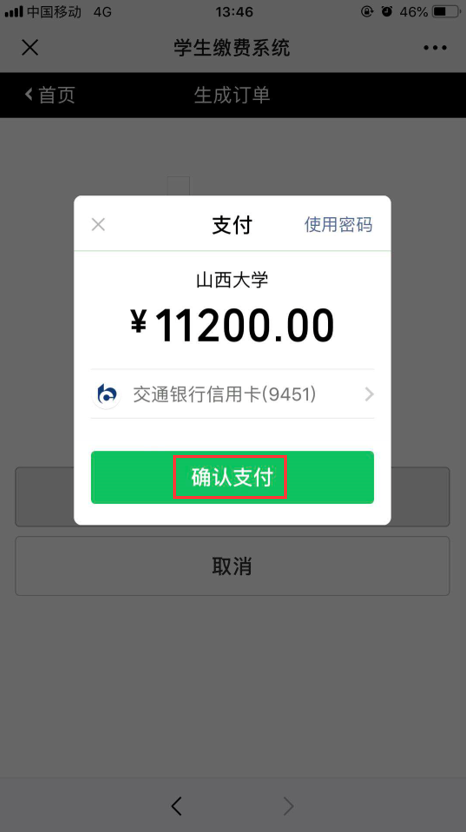 中国移动 4G 13:46 46%
学生缴费系统
首页 生成订单
支付 使用密码
山西大学
¥11200.00
交通银行信用卡(9451)
确认支付
取消